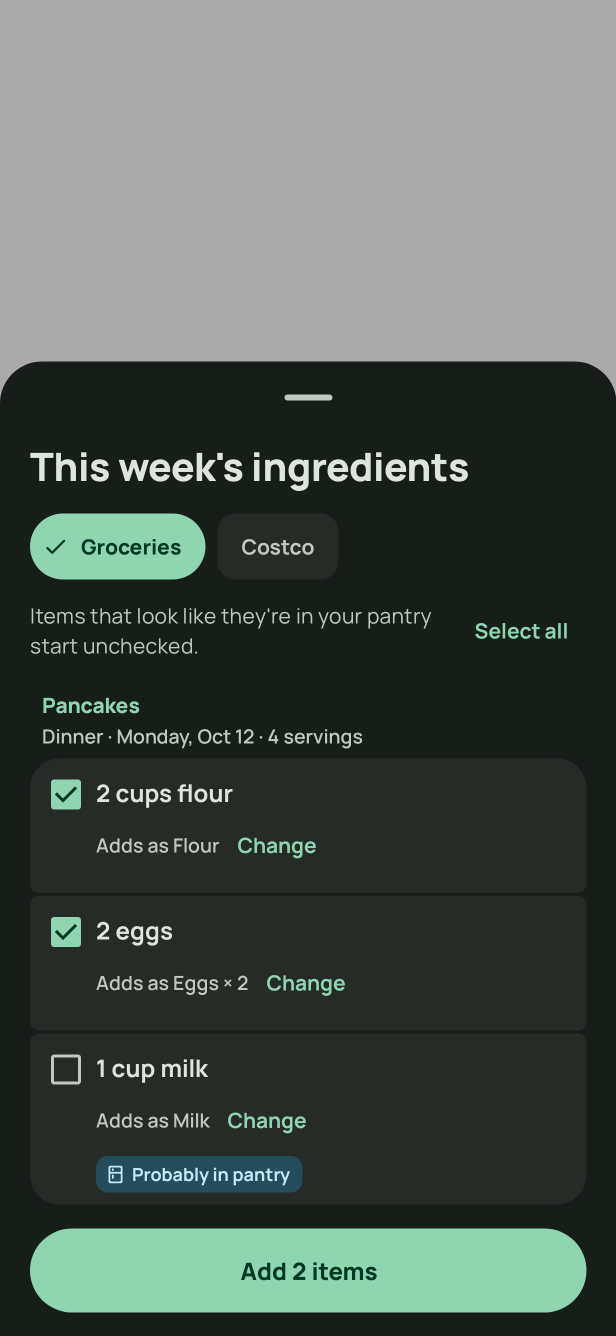 This week's ingredients
Groceries
Costco
Items that look like they're in your pantry
start unchecked.
Select all
Pancakes
Dinner · Monday, Oct 12 · 4 servings
2 cups flour
Adds as Flour Change
2 eggs
Adds as Eggs × 2 Change
1 cup milk
Adds as Milk Change
Probably in pantry
Add 2 items